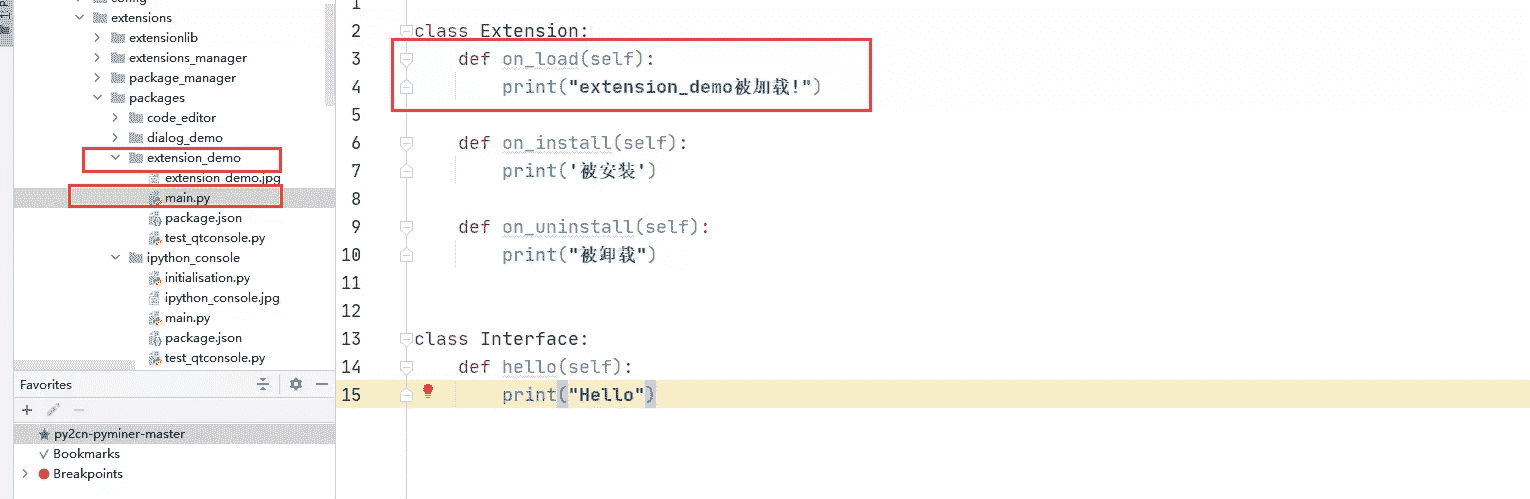 config
extensions
extensionlib
extensions_manager
package_manager
packages
code_editor
dialog_demo
extension_demo
extension_demo.jpg
main.py
package.json
test_qtconsole.py
ipython_console
initialisation.py
ipython_console.jpg
main.py
package.json
test_qtconsole.py
Favorites
py2cn-pyminer-master
Bookmarks
Breakpoints
1
2 class Extension:
3 def on_load(self):
4 print("extension_demo被加载!")
5
6 def on_install(self):
7 print('被安装')
8
9 def on_uninstall(self):
10 print("被卸载")
11
12
13 class Interface:
14 def hello(self):
15 print("Hello")